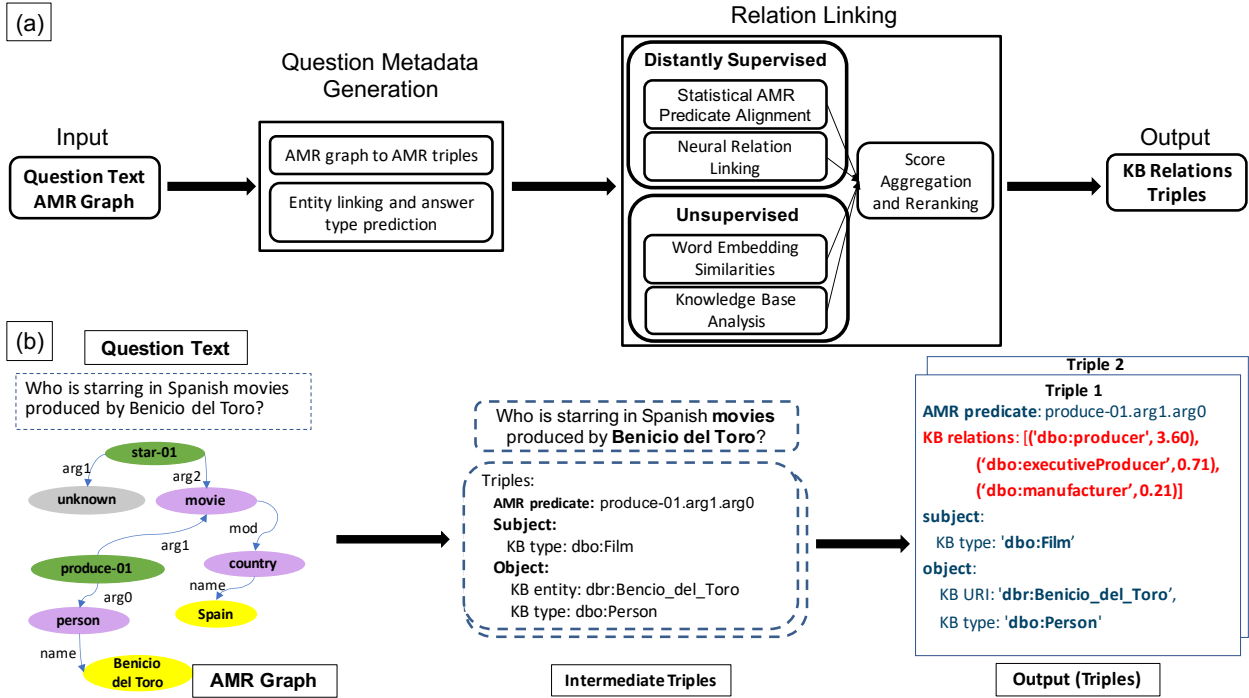 (a)
Relation Linking
Question Metadata
Generation
Input
Output
Question Text
AMR Graph
AMR graph to AMR triples
Entity linking and answer
type prediction
Distantly Supervised
Statistical AMR
Predicate Alignment
Neural Relation
Linking
Unsupervised
Word Embedding
Similarities
Knowledge Base
Analysis
Score
Aggregation
and Reranking
KB Relations
Triples
(b)
Question Text
Who is starring in Spanish movies
produced by Benicio del Toro?
star-01
arg1
arg2
unknown
movie
mod
arg1
produce-01
country
arg0
name
person
Spain
name
Benicio
del Toro
AMR Graph
Who is starring in Spanish movies
produced by Benicio del Toro?
Triples:
AMR predicate: produce-01.arg1.arg0
Subject:
KB type: dbo:Film
Object:
KB entity: dbr:Bencio_del_Toro
KB type: dbo:Person
Intermediate Triples
Triple 2
Triple 1
AMR predicate: produce-01.arg1.arg0
KB relations: [('dbo:producer', 3.60),
('dbo:executiveProducer', 0.71),
('dbo:manufacturer', 0.21)]
subject:
KB type: 'dbo:Film'
object:
KB URI: 'dbr:Benicio_del_Toro',
KB type: 'dbo:Person'
Output (Triples)